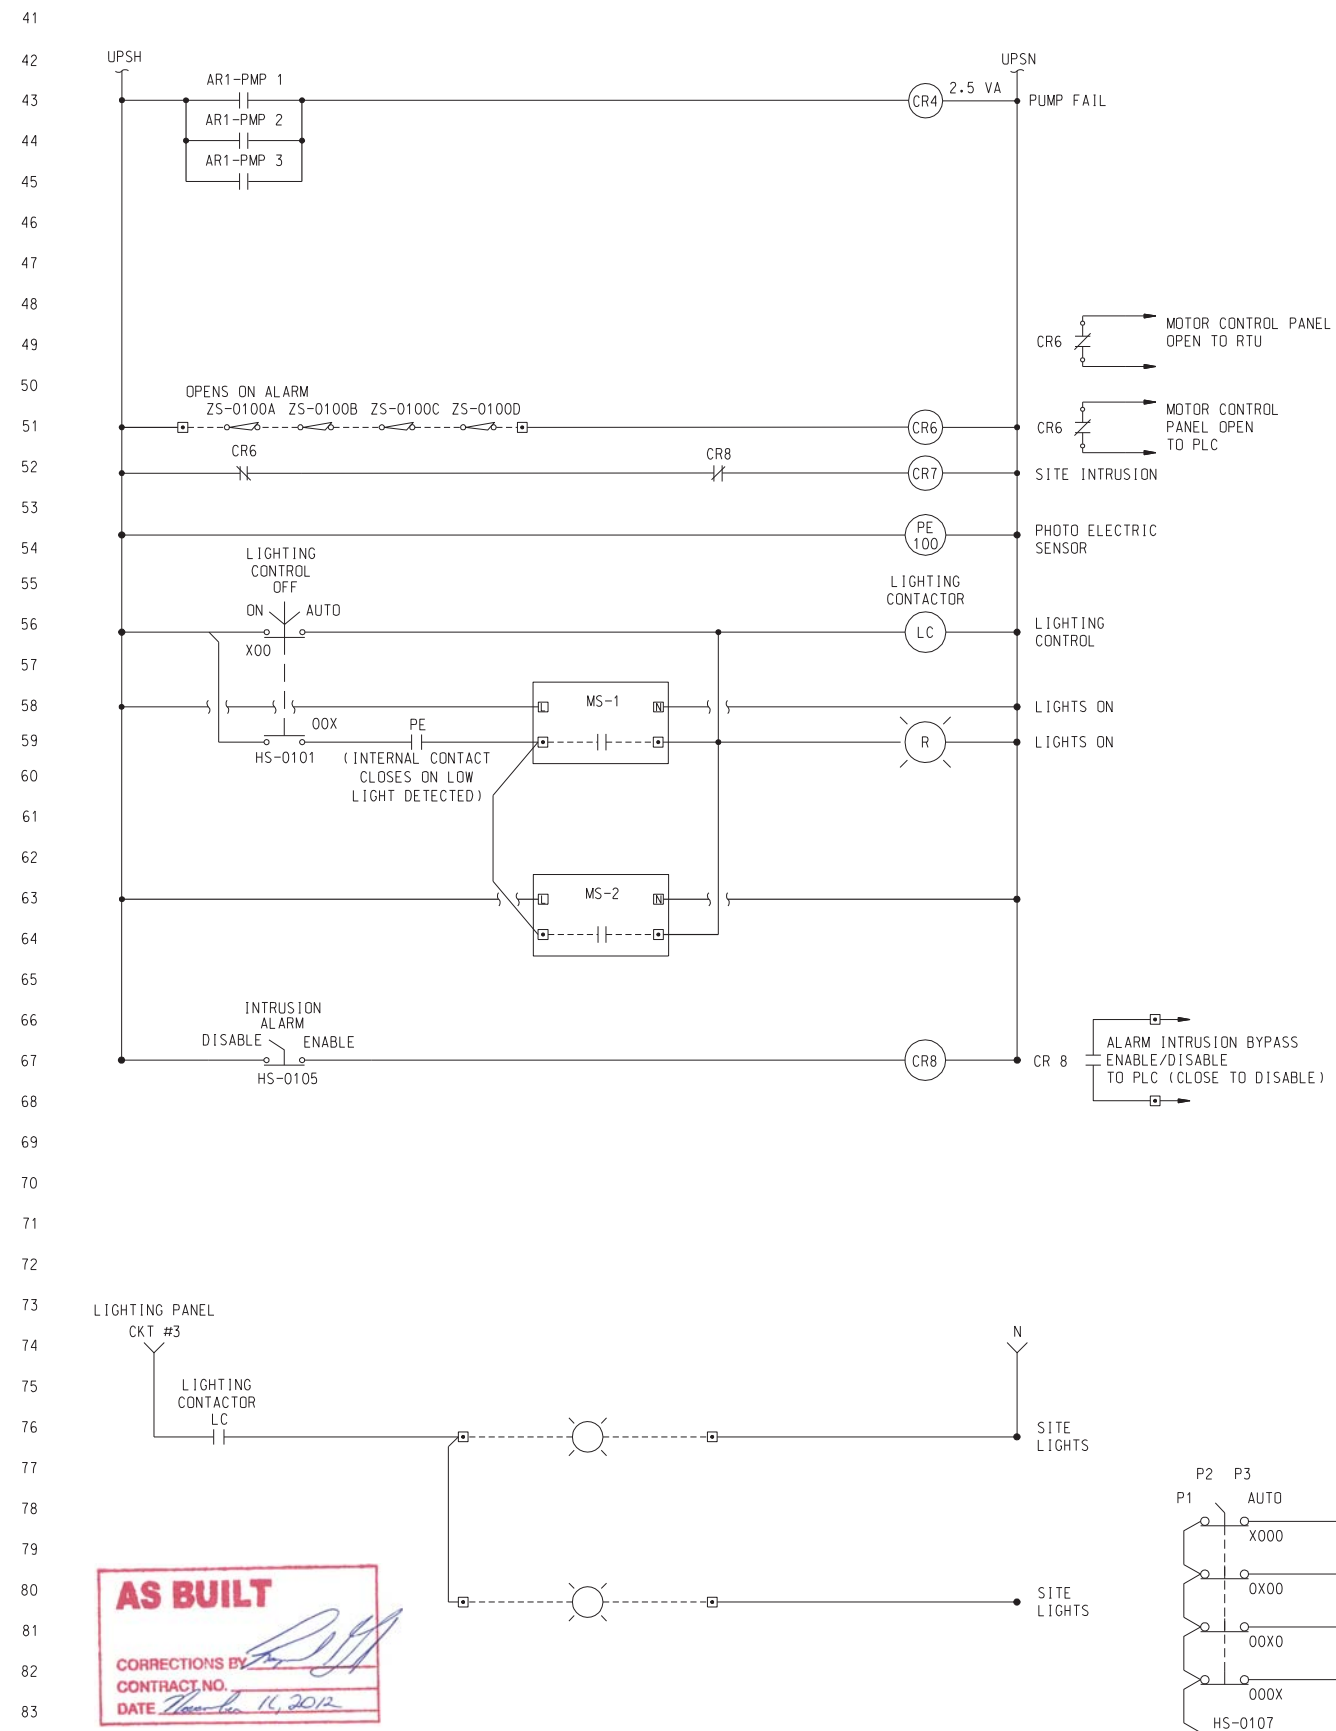 41
42
UPSH
UPSN
AR1-PMP 1
2.5 VA
43
CR4
PUMP FAIL
AR1-PMP 2
44
AR1-PMP 3
45
46
47
48
MOTOR CONTROL PANEL
49
CR6
OPEN TO RTU
50
OPENS ON ALARM
ZS-0100A ZS-0100B ZS-0100C ZS-0100D
MOTOR CONTROL
51
CR6
CR6
PANEL OPEN
TO PLC
CR6
CR8
52
CR7
SITE INTRUSION
53
PE
100
PHOTO ELECTRIC
SENSOR
54
LIGHTING
CONTROL
OFF
55
LIGHTING
CONTACTOR
ON
AUTO
56
LC
LIGHTING
CONTROL
X00
57
58
L
MS-1
N
LIGHTS ON
00X
PE
59
R
LIGHTS ON
HS-0101
(INTERNAL CONTACT
CLOSES ON LOW
LIGHT DETECTED)
60
61
62
63
L
MS-2
N
64
65
INTRUSION
ALARM
66
DISABLE
ENABLE
67
CR8
CR 8
ALARM INTRUSION BYPASS
ENABLE/DISABLE
TO PLC (CLOSE TO DISABLE)
HS-0105
68
69
70
71
72
73
LIGHTING PANEL
CKT #3
N
74
75
LIGHTING
CONTACTOR
LC
76
SITE
LIGHTS
77
P2 P3
78
P1
AUTO
X000
79
80
SITE
LIGHTS
0X00
81
00X0
82
000X
83
HS-0107
AS BUILT
CORRECTIONS BY
CONTRACT NO.
DATE November 16, 2012